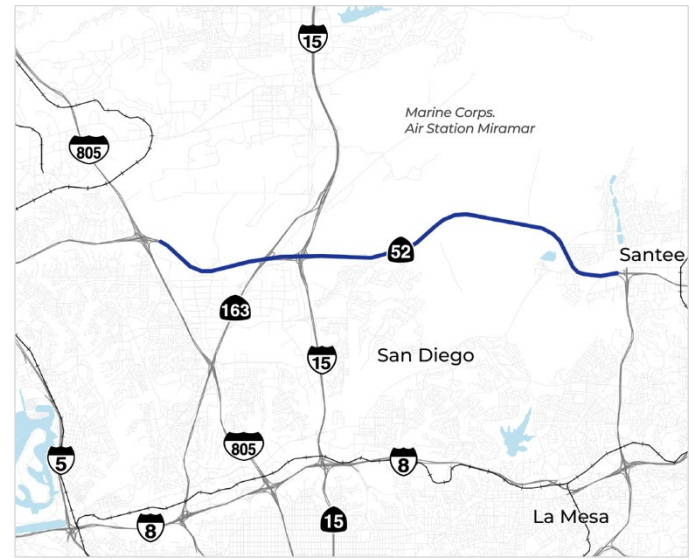 15
Marine Corps.
Air Station Miramar
805
52
Santee
163
15
San Diego
805
5
8
8
15
La Mesa